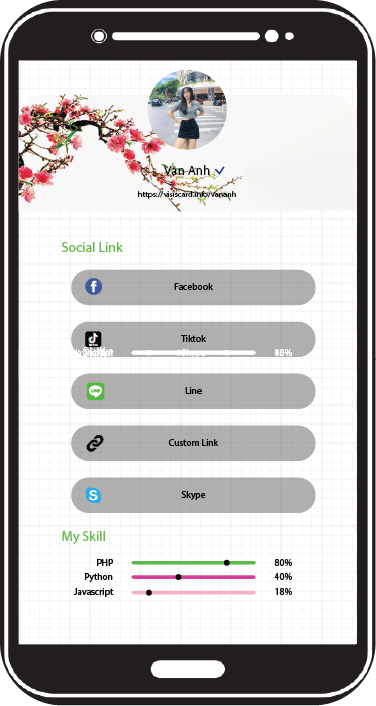 Van Anh
https://visiscard.info/vananh
Social Link
Facebook
Tiktok
Line
Custom Link
Skype
My Skill
PHP 80%
Python 40%
Javascript 18%